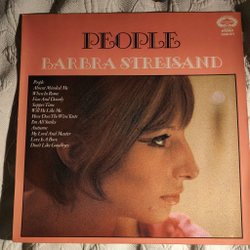 PEOPLE
BARBRA STREISAND
People
Absent Minded Me
When In Rome
Fine And Dandy
Supper Time
Will He Like Me
How Does The Wine Taste
I'm All Smiles
Autumn
My Lord And Master
Love Is A Bore
Don't Like Goodbyes
STEREO